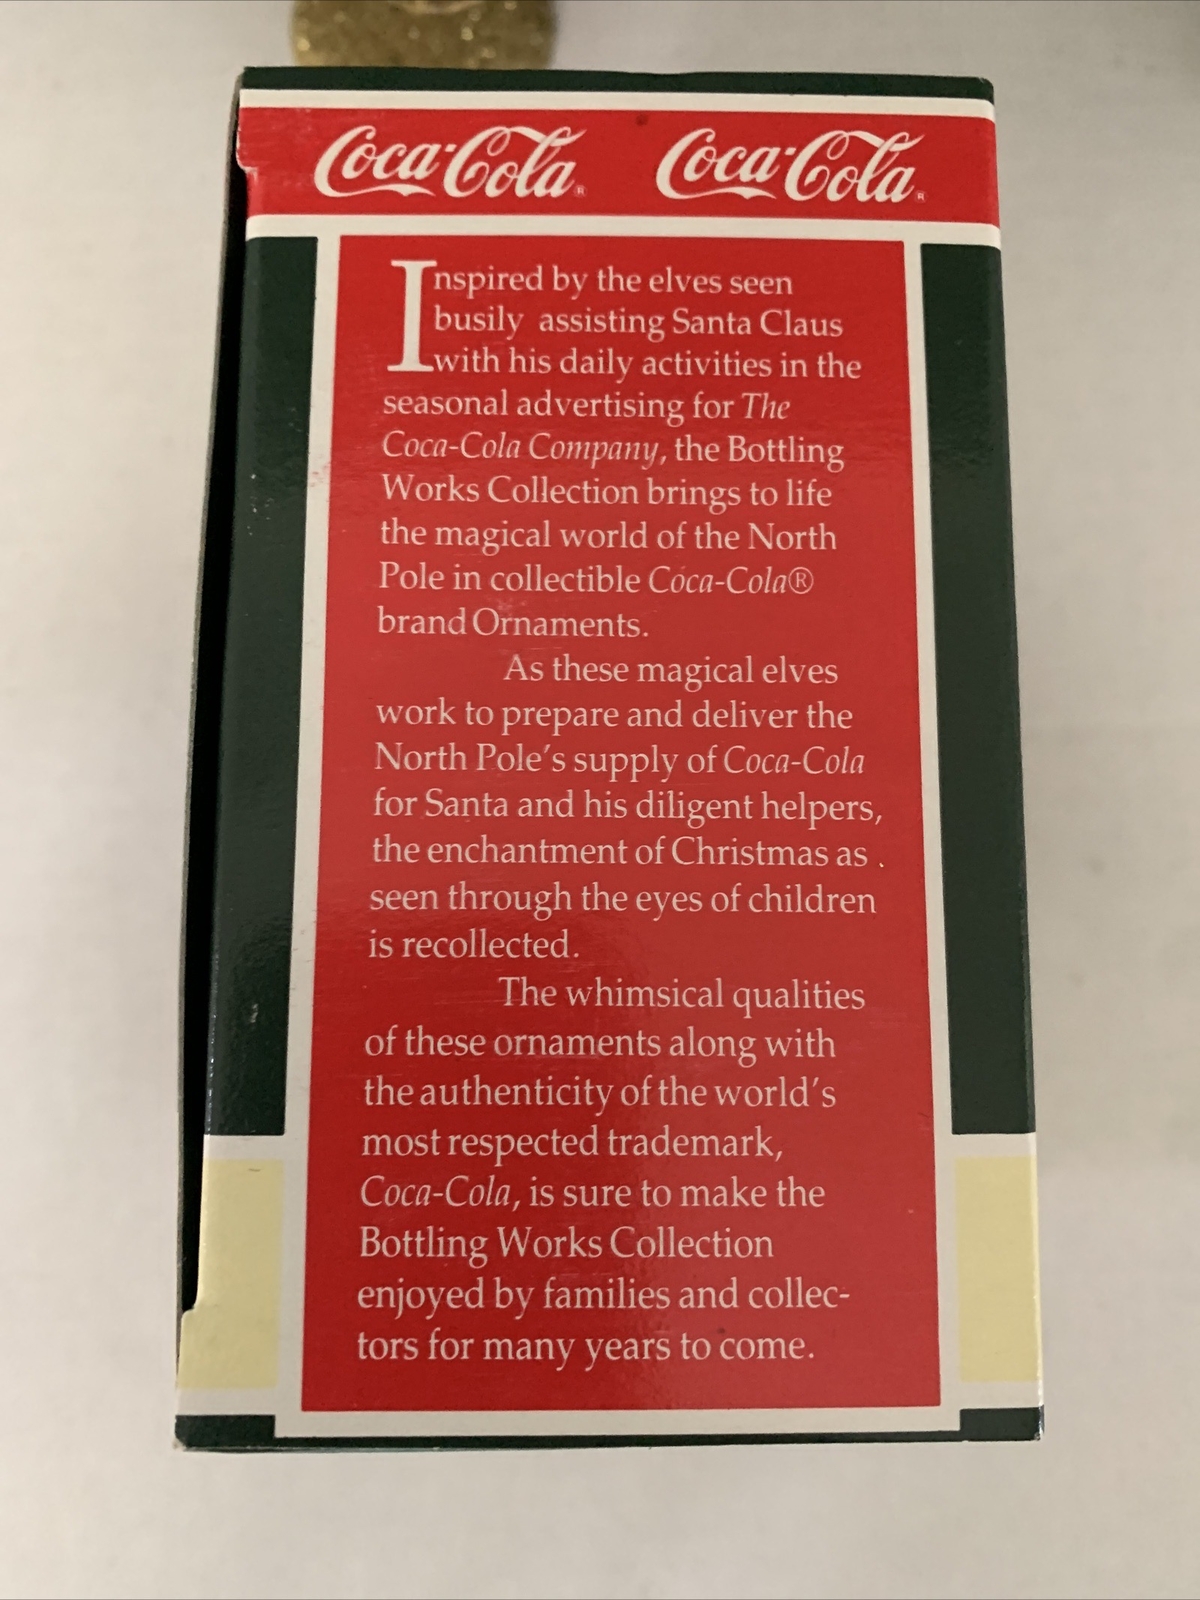 Coca-Cola® Coca-Cola®
Inspired by the elves seen
busily assisting Santa Claus
with his daily activities in the
seasonal advertising for The
Coca-Cola Company, the Bottling
Works Collection brings to life
the magical world of the North
Pole in collectible Coca-Cola®
brand Ornaments.
As these magical elves
work to prepare and deliver the
North Pole's supply of Coca-Cola
for Santa and his diligent helpers,
the enchantment of Christmas as .
seen through the eyes of children
is recollected.
The whimsical qualities
of these ornaments along with
the authenticity of the world's
most respected trademark,
Coca-Cola, is sure to make the
Bottling Works Collection
enjoyed by families and collec-
tors for many years to come.